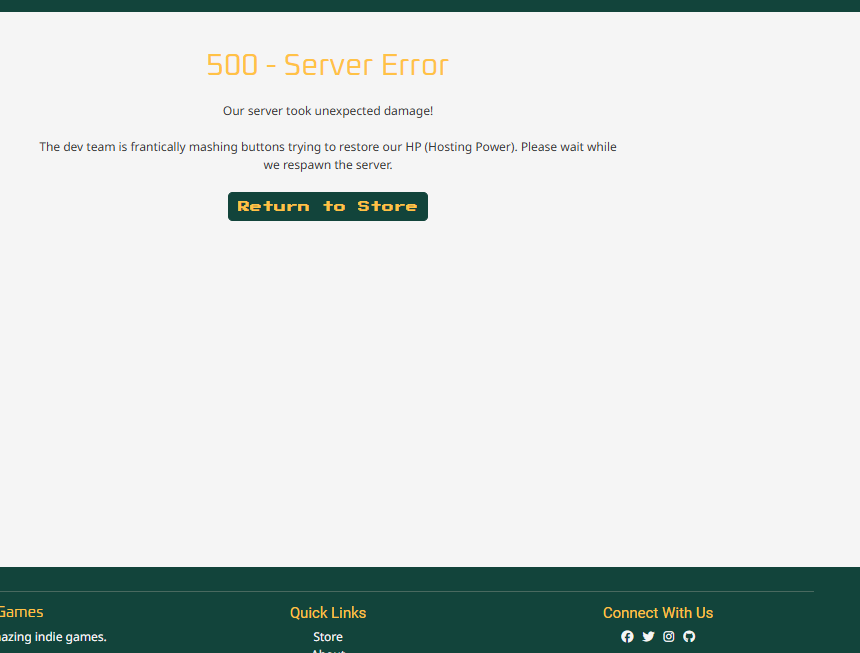 500 - Server Error
Our server took unexpected damage!
The dev team is frantically mashing buttons trying to restore our HP (Hosting Power). Please wait while
we respawn the server.
Return to Store
Games
Quick Links
Connect With Us
azing indie games.
Store
About